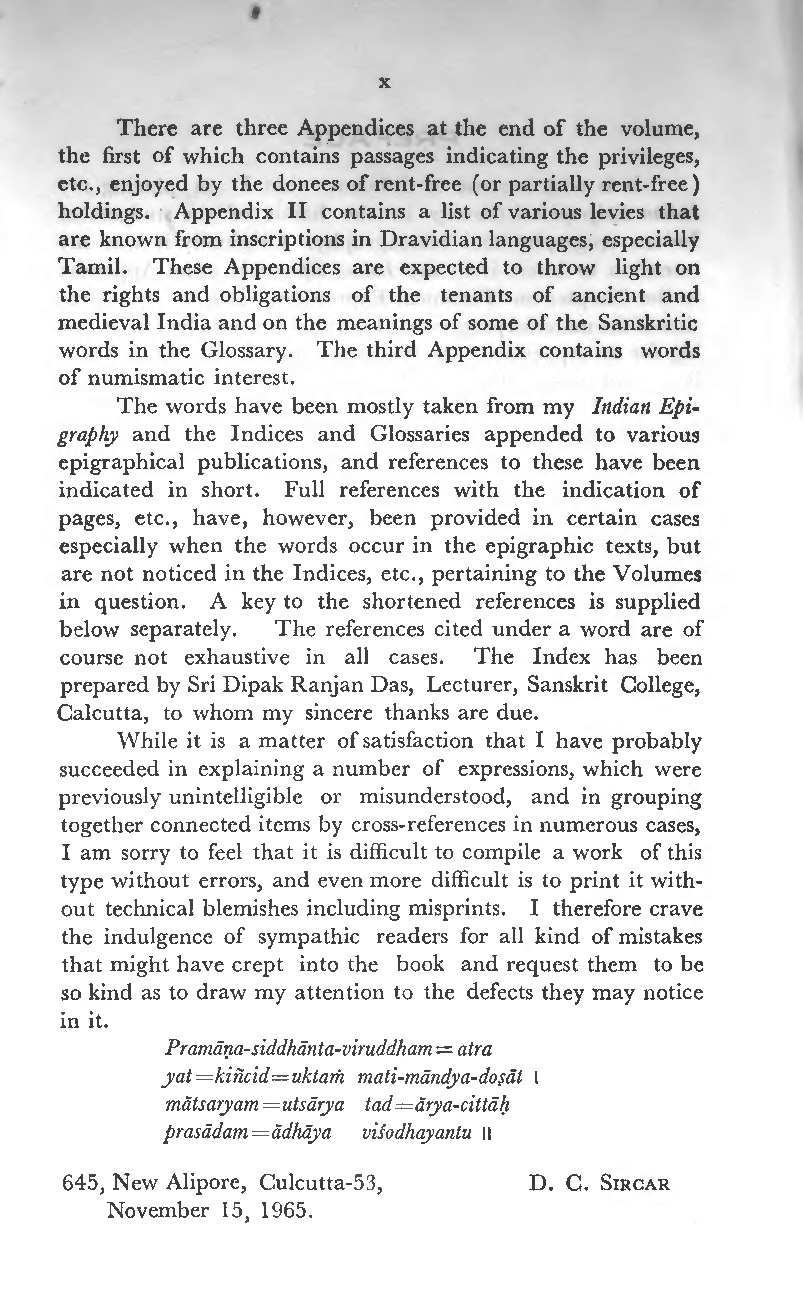 x
There are three Appendices at the end of the volume,
the first of which contains passages indicating the privileges,
etc., enjoyed by the donees of rent-free (or partially rent-free)
holdings. Appendix II contains a list of various levies that
are known from inscriptions in Dravidian languages, especially
Tamil. These Appendices are expected to throw light on
the rights and obligations of the tenants of ancient and
medieval India and on the meanings of some of the Sanskritic
words in the Glossary. The third Appendix contains words
of numismatic interest.
The words have been mostly taken from my Indian Epi-
graphy and the Indices and Glossaries appended to various
epigraphical publications, and references to these have been
indicated in short. Full references with the indication of
pages, etc., have, however, been provided in certain cases
especially when the words occur in the epigraphic texts, but
are not noticed in the Indices, etc., pertaining to the Volumes
in question. A key to the shortened references is supplied
below separately. The references cited under a word are of
course not exhaustive in all cases. The Index has been
prepared by Sri Dipak Ranjan Das, Lecturer, Sanskrit College,
Calcutta, to whom my sincere thanks are due.
While it is a matter of satisfaction that I have probably
succeeded in explaining a number of expressions, which were
previously unintelligible or misunderstood, and in grouping
together connected items by cross-references in numerous cases,
I am sorry to feel that it is difficult to compile a work of this
type without errors, and even more difficult is to print it with-
out technical blemishes including misprints. I therefore crave
the indulgence of sympathic readers for all kind of mistakes
that might have crept into the book and request them to be
so kind as to draw my attention to the defects they may notice
in it.
Pramāṇa-siddhānta-viruddham=atra
yat=kiñcid=uktaṁ mati-māndya-doṣāt ।
mātsaryam=utsārya tad=ārya-cittāḥ
prasādam=ādhāya viśodhayantu ॥
645, New Alipore, Culcutta-53, D. C. SIRCAR
November 15, 1965.